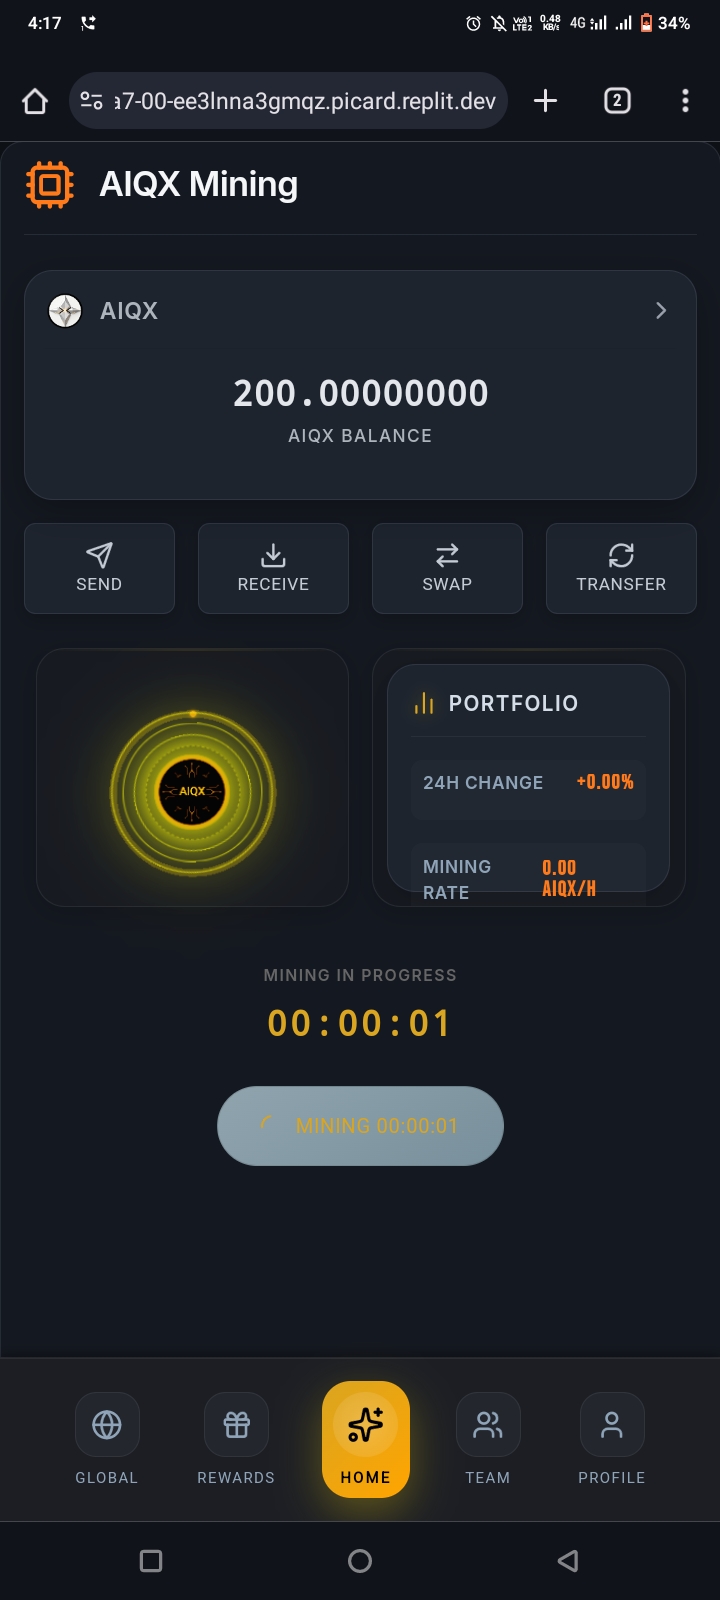 4:17
Vo) 1
LTE2
0.48
KB/s
4G
34%
a7-00-ee3lnna3gmqz.picard.replit.dev
2
AIQX Mining
AIQX
200.00000000
AIQX BALANCE
SEND
RECEIVE
SWAP
TRANSFER
AIQX
PORTFOLIO
24H CHANGE
+0.00%
MINING
RATE
0.00
AIQX/H
MINING IN PROGRESS
00:00:01
MINING 00:00:01
GLOBAL
REWARDS
HOME
TEAM
PROFILE